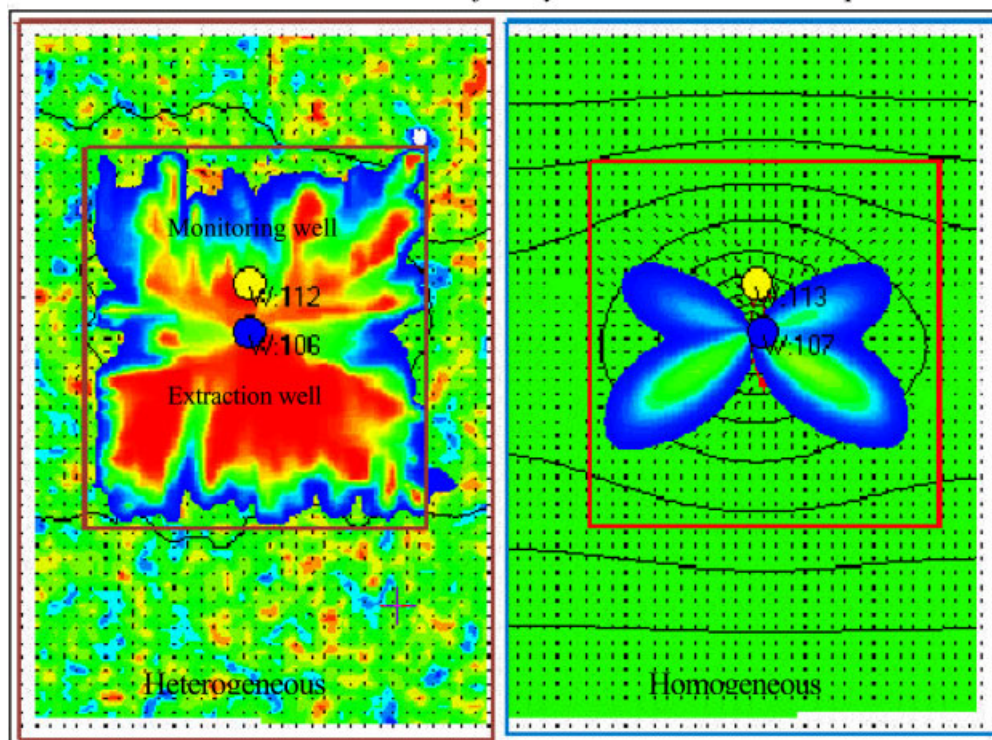 Monitoring well
W:112
W:106
Extraction well
Heterogeneous
W:113
W:107
Homogeneous